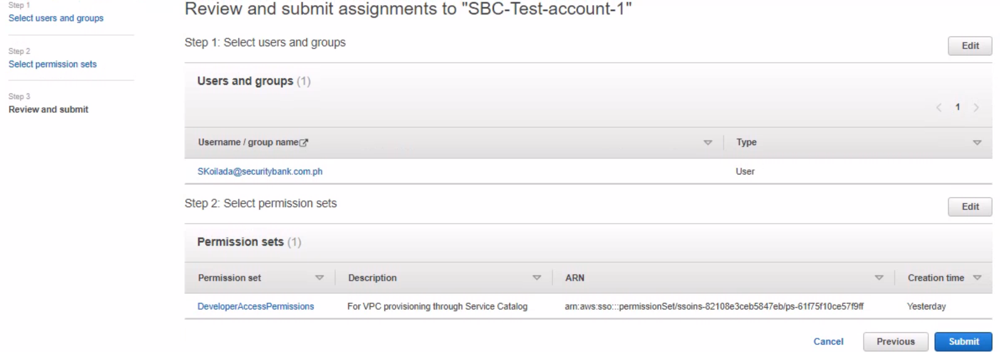 Step 1
Select users and groups
Step 2
Select permission sets
Step 3
Review and submit
Review and submit assignments to "SBC-Test-account-1"
Step 1: Select users and groups
Edit
Users and groups (1)
1
Username / group name
Type
SKoilada@securitybank.com.ph
User
Step 2: Select permission sets
Edit
Permission sets (1)
Permission set
Description
ARN
Creation time
DeveloperAccessPermissions
For VPC provisioning through Service Catalog
arn:aws:sso:::permissionSet/ssoins-82108e3ceb5847eb/ps-61f75f10ce57f9ff
Yesterday
Cancel
Previous
Submit